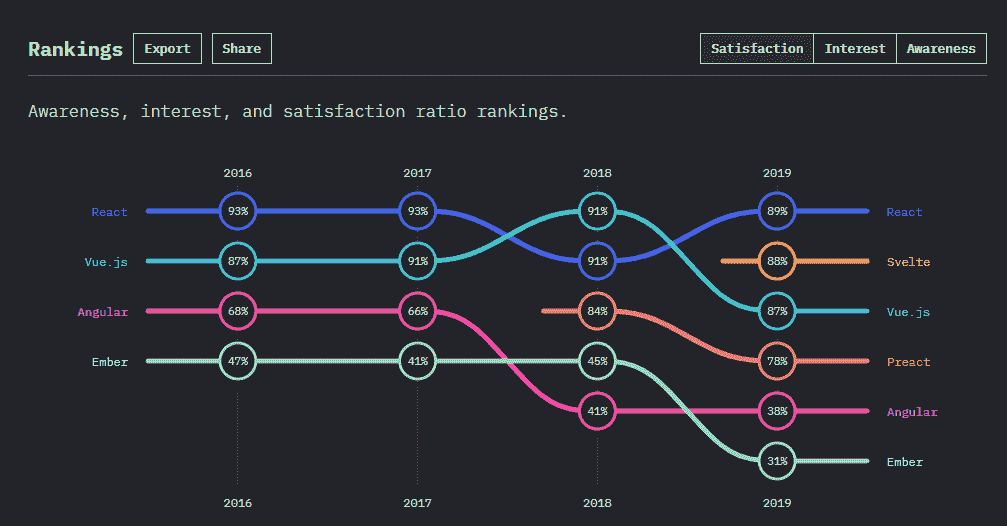 Rankings Export Share Satisfaction Interest Awareness
Awareness, interest, and satisfaction ratio rankings.
2016 2017 2018 2019
React 93% 93% 91% 89% React
Vue.js 87% 91% 91% 88% Svelte
Angular 68% 66% 84% 87% Vue.js
Ember 47% 41% 45% 78% Preact
41% 38% Angular
31% Ember
2016 2017 2018 2019